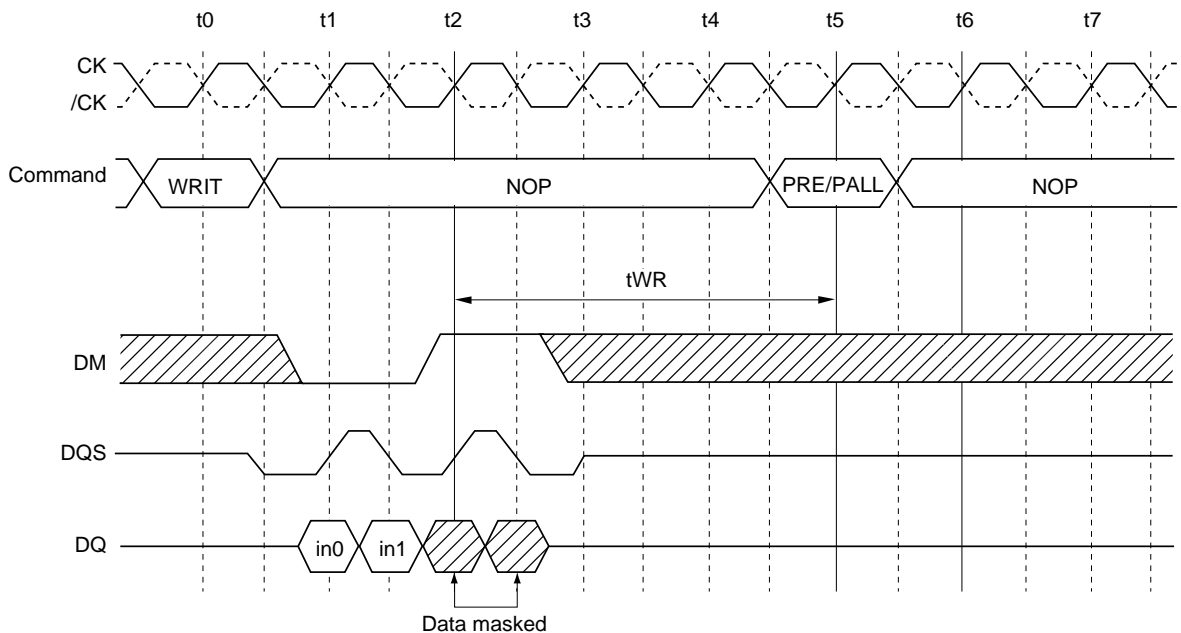 t0 t1 t2 t3 t4 t5 t6 t7
CK
/CK
Command WRIT NOP PRE/PALL NOP
tWR
DM
DQS
DQ in0 in1
Data masked